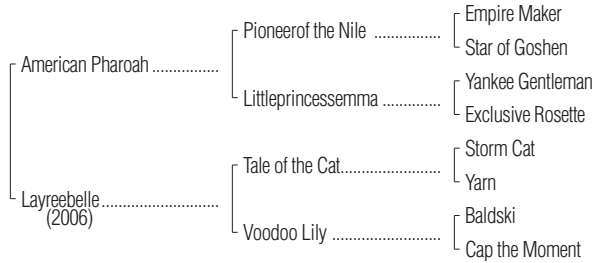 Empire Maker
Pioneerof the Nile ................
Star of Goshen
American Pharoah ................
Yankee Gentleman
Littleprincessemma ..............
Exclusive Rosette
Storm Cat
Tale of the Cat...........................
Yarn
Layreebelle ............................
(2006)
Baldski
Voodoo Lily .............................
Cap the Moment